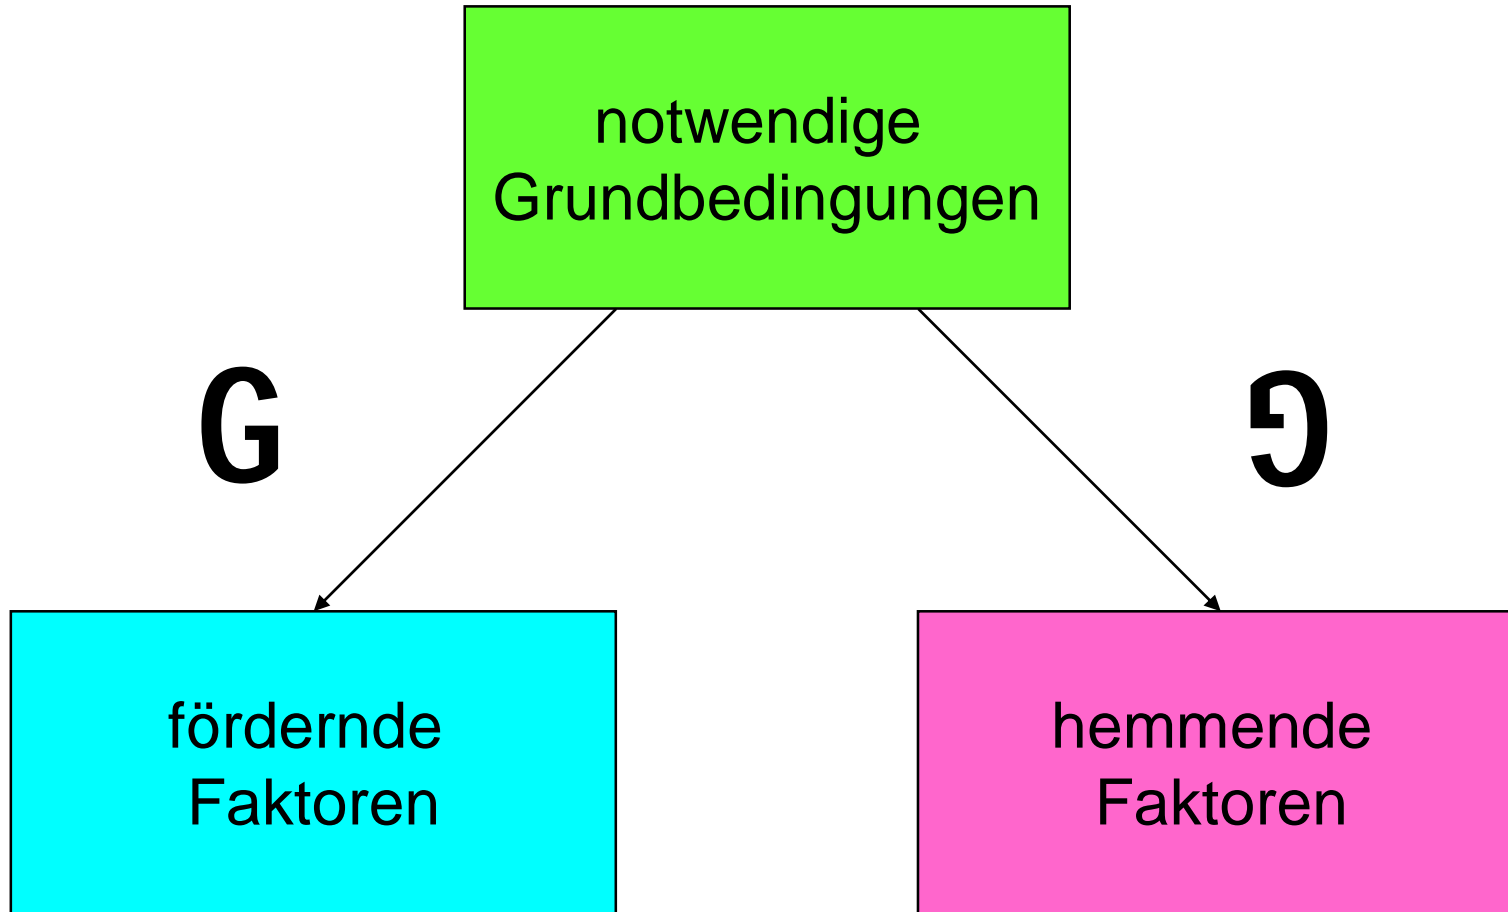 notwendige
Grundbedingungen
G
G
fördernde
Faktoren
hemmende
Faktoren